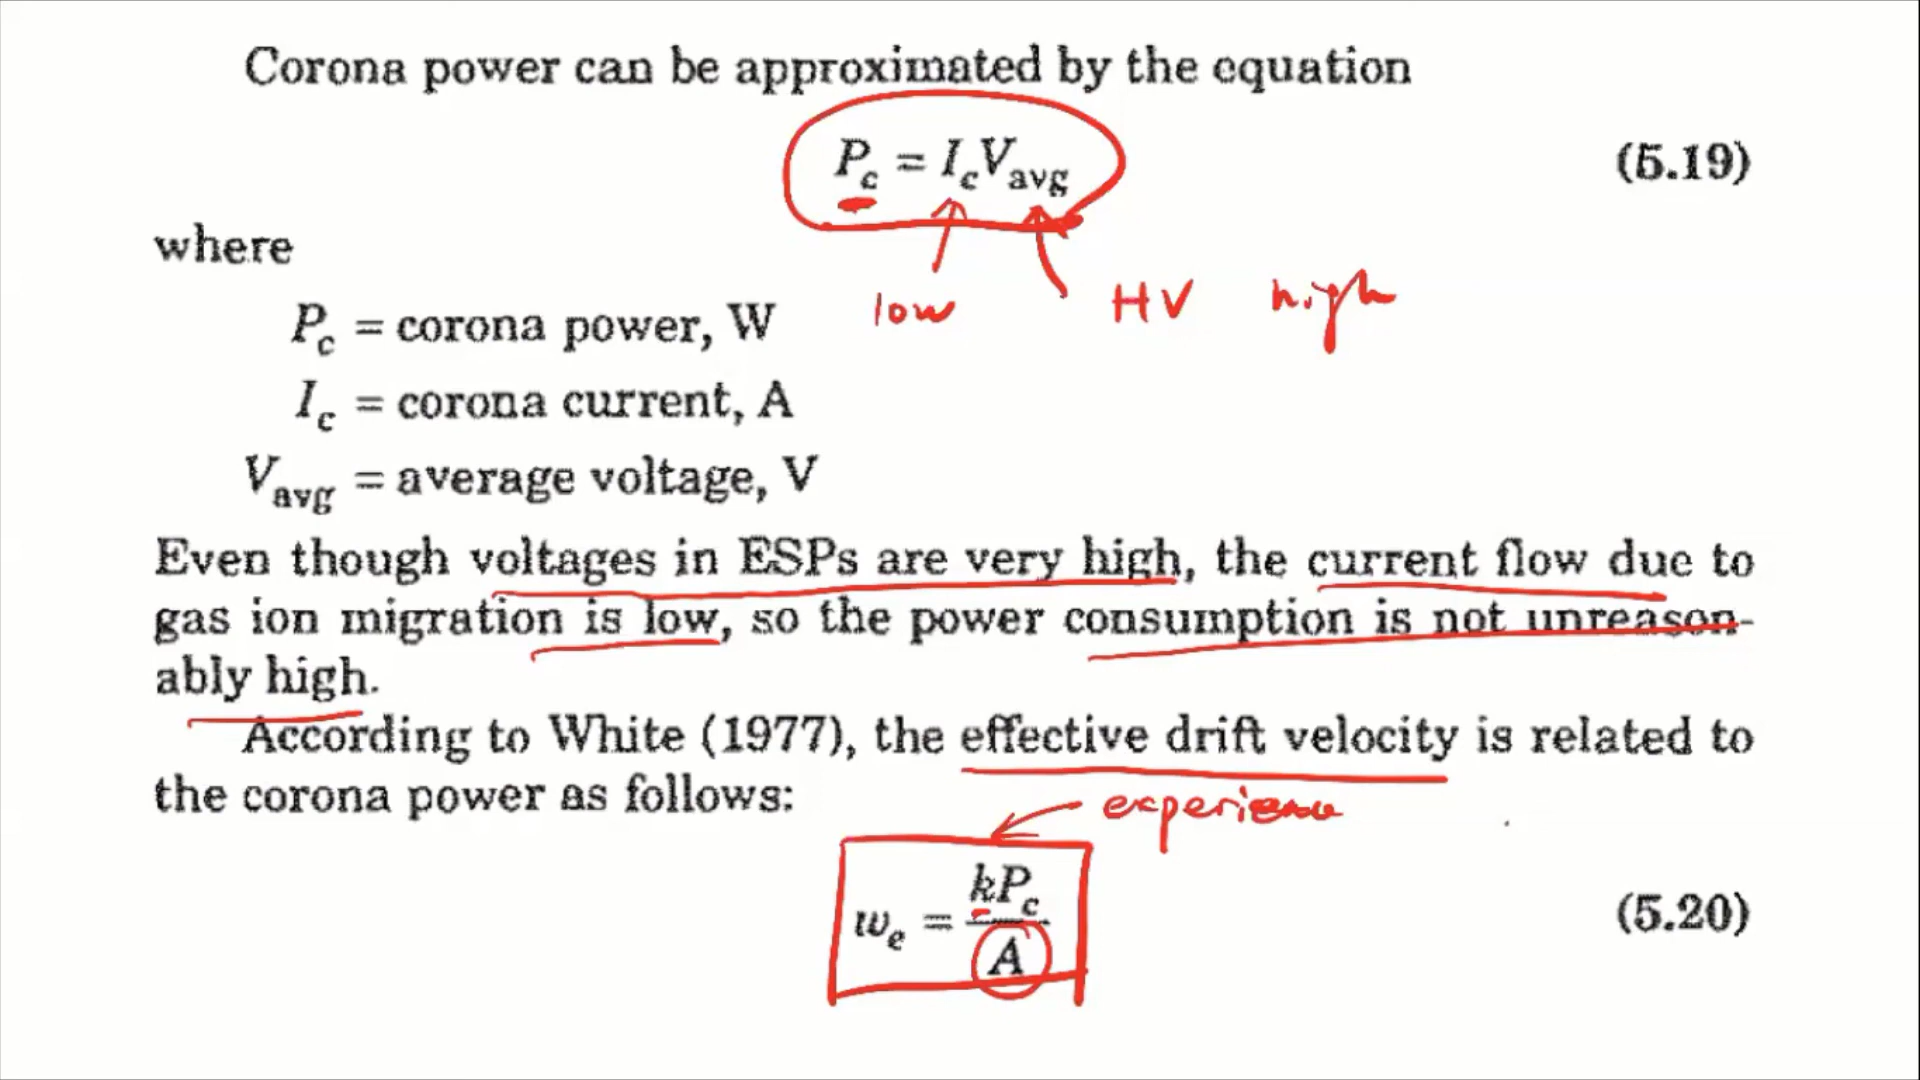 Corona power can be approximated by the equation
P_c = I_c V_avg (5.19)
where
low HV high
P_c = corona power, W
I_c = corona current, A
V_avg = average voltage, V
Even though voltages in ESPs are very high, the current flow due to
gas ion migration is low, so the power consumption is not unreason-
ably high.
According to White (1977), the effective drift velocity is related to
the corona power as follows:
experience
w_e = kP_c / A (5.20)